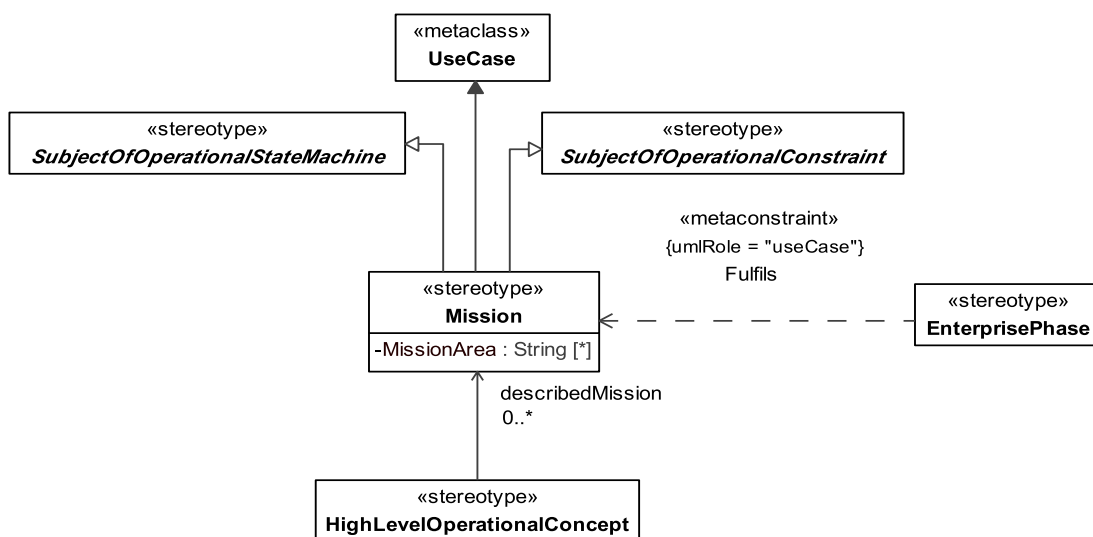 «metaclass»
UseCase
«stereotype»
SubjectOfOperationalStateMachine
«stereotype»
SubjectOfOperationalConstraint
«metaconstraint»
{umlRole = "useCase"}
Fulfils
«stereotype»
Mission
-MissionArea : String [*]
«stereotype»
EnterprisePhase
describedMission
0..*
«stereotype»
HighLevelOperationalConcept